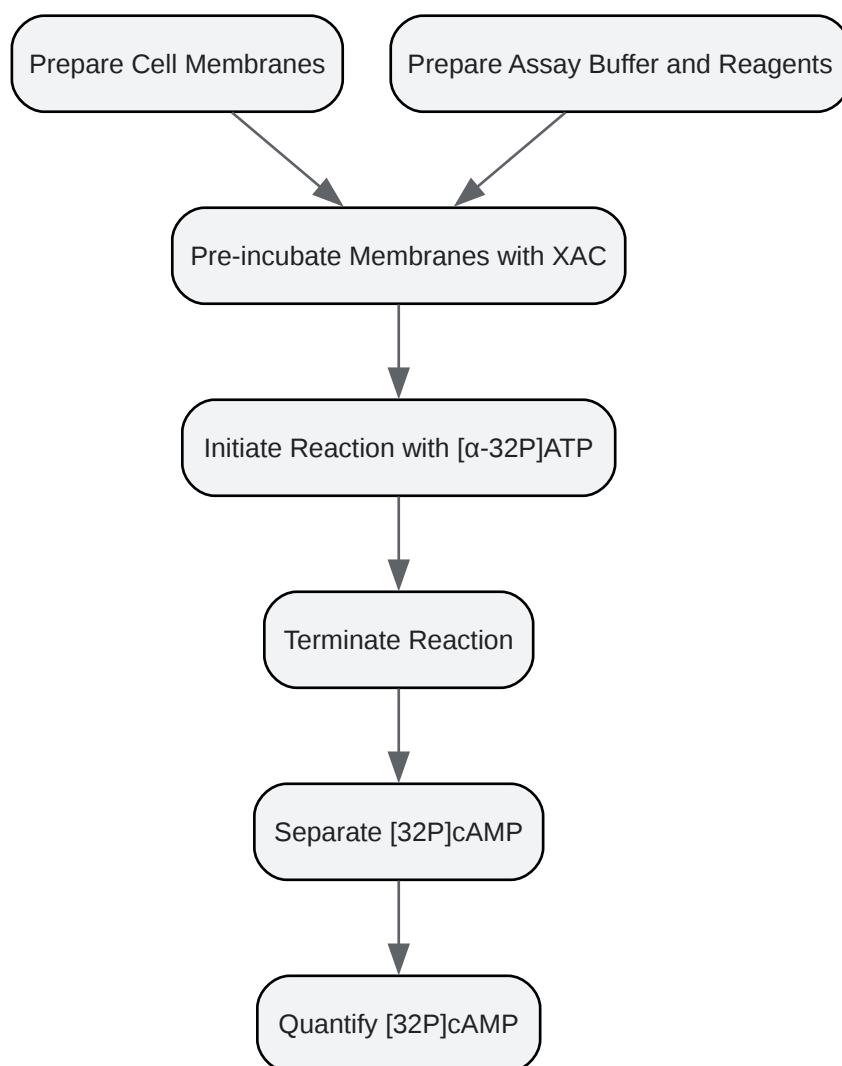 Prepare Cell Membranes
Prepare Assay Buffer and Reagents
Pre-incubate Membranes with XAC
Initiate Reaction with [α-32P]ATP
Terminate Reaction
Separate [32P]cAMP
Quantify [32P]cAMP